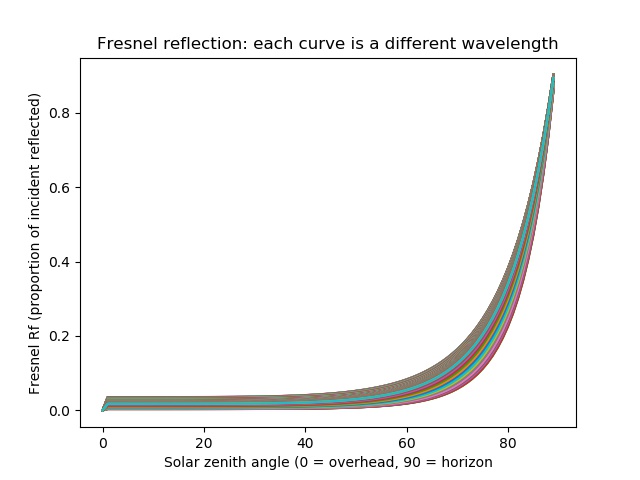 Fresnel reflection: each curve is a different wavelength
Fresnel Rf (proportion of incident reflected)
0.8
0.6
0.4
0.2
0.0
0 20 40 60 80
Solar zenith angle (0 = overhead, 90 = horizon